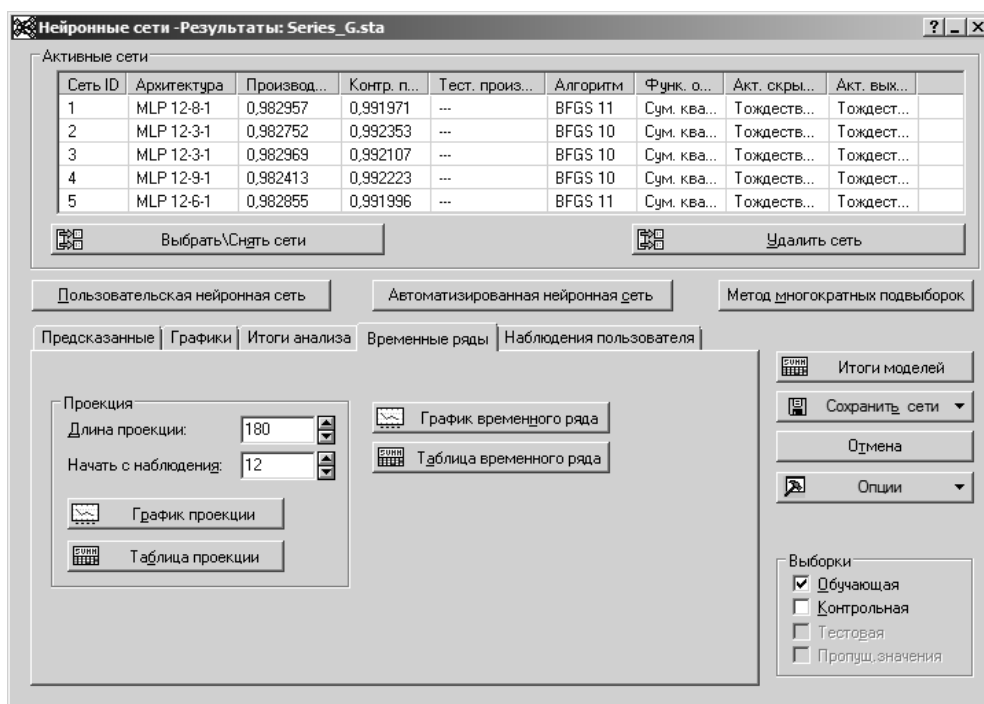 Нейронные сети -Результаты: Series_G.sta
Активные сети
Сеть ID Архитектура Производ... Контр. п... Тест. произ... Алгоритм Функ. о... Акт. скры... Акт. вых...
1 MLP 12-8-1 0,982957 0,991971 --- BFGS 11 Сум. ква... Тождеств... Тождест...
2 MLP 12-3-1 0,982752 0,992353 --- BFGS 10 Сум. ква... Тождеств... Тождест...
3 MLP 12-3-1 0,982969 0,992107 --- BFGS 10 Сум. ква... Тождеств... Тождест...
4 MLP 12-9-1 0,982413 0,992223 --- BFGS 10 Сум. ква... Тождеств... Тождест...
5 MLP 12-6-1 0,982855 0,991996 --- BFGS 11 Сум. ква... Тождеств... Тождест...
Выбрать\Снять сети Удалить сеть
Пользовательская нейронная сеть Автоматизированная нейронная сеть Метод многократных подвыборок
Предсказанные Графики Итоги анализа Временные ряды Наблюдения пользователя
Проекция
Длина проекции: 180
Начать с наблюдения: 12
График проекции
Таблица проекции
График временного ряда
Таблица временного ряда
SUMM Итоги моделей
Сохранить сети
Отмена
Опции
Выборки
Обучающая
Контрольная
Тестовая
Пропущ.значения